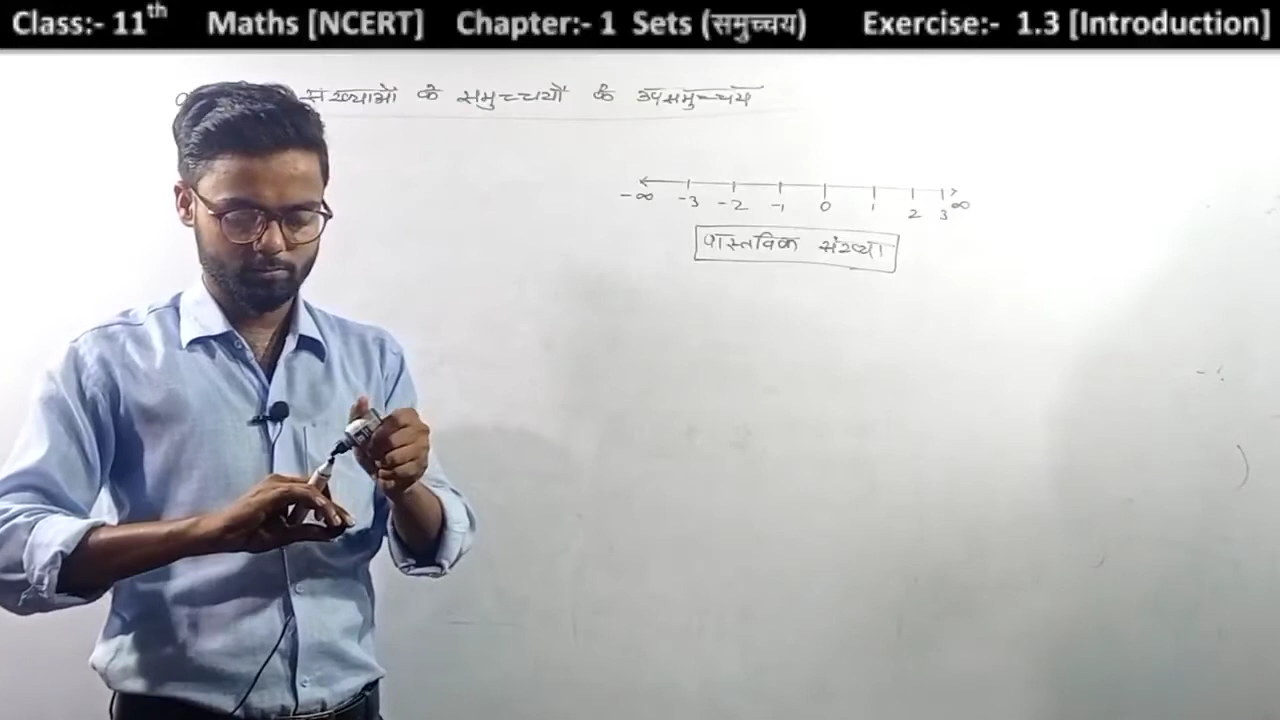 Class:- 11th Maths [NCERT] Chapter:- 1 Sets (समुच्चय) Exercise:- 1.3 [Introduction]
संख्याओं के समुच्चयों के उपसमुच्चय
-∞ -3 -2 -1 0 1 2 3 ∞
वास्तविक संख्या